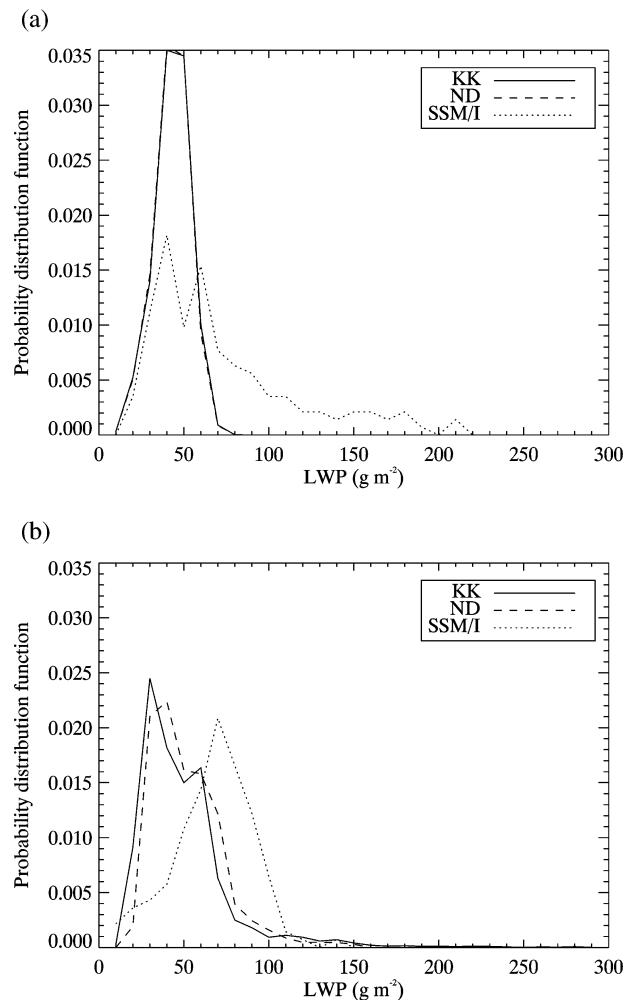 (a)
0.035
0.030
0.025
0.020
0.015
0.010
0.005
0.000
Probability distribution function
KK
ND
SSM/I
0 50 100 150 200 250 300
LWP (g m⁻²)
(b)
0.035
0.030
0.025
0.020
0.015
0.010
0.005
0.000
Probability distribution function
KK
ND
SSM/I
0 50 100 150 200 250 300
LWP (g m⁻²)